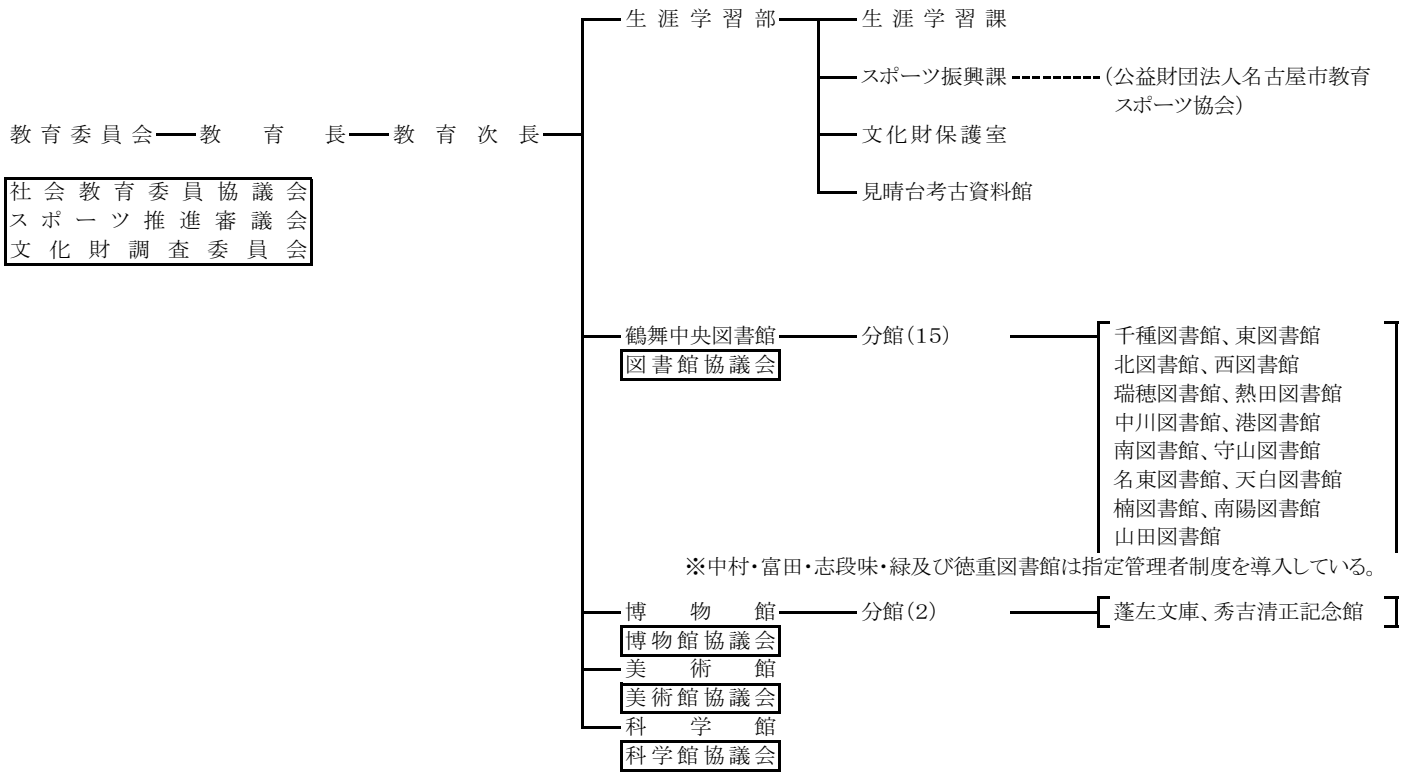 生涯学習部 生涯学習課
スポーツ振興課 (公益財団法人名古屋市教育
スポーツ協会)
教育委員会 教育長 教育次長 文化財保護室
社会教育委員協議会 見晴台考古資料館
スポーツ推進審議会
文化財調査委員会
鶴舞中央図書館 分館(15) 千種図書館、東図書館
図書館協議会 北図書館、西図書館
瑞穂図書館、熱田図書館
中川図書館、港図書館
南図書館、守山図書館
名東図書館、天白図書館
楠図書館、南陽図書館
山田図書館
※中村・富田・志段味・緑及び徳重図書館は指定管理者制度を導入している。
博物館 分館(2) 蓬左文庫、秀吉清正記念館
博物館協議会
美術館
美術館協議会
科学館
科学館協議会